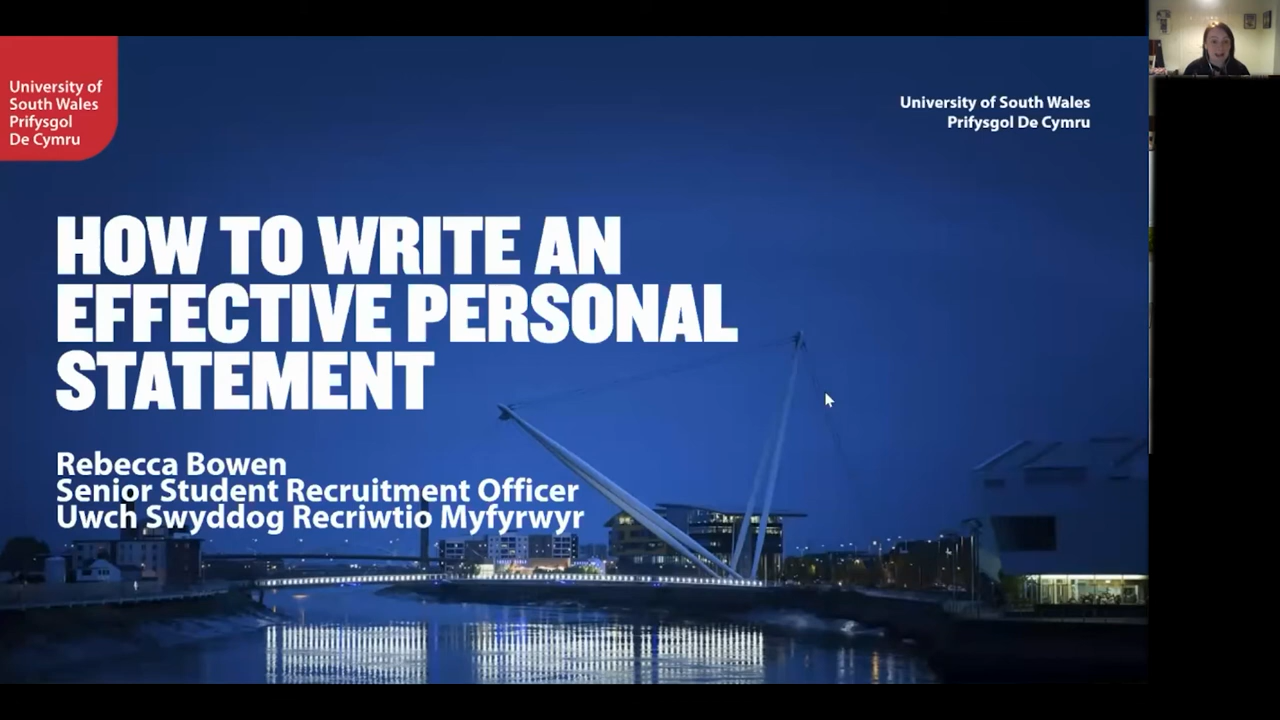 University of
South Wales
Prifysgol
De Cymru
University of South Wales
Prifysgol De Cymru
HOW TO WRITE AN
EFFECTIVE PERSONAL
STATEMENT
Rebecca Bowen
Senior Student Recruitment Officer
Uwch Swyddog Recriwtio Myfyrwyr